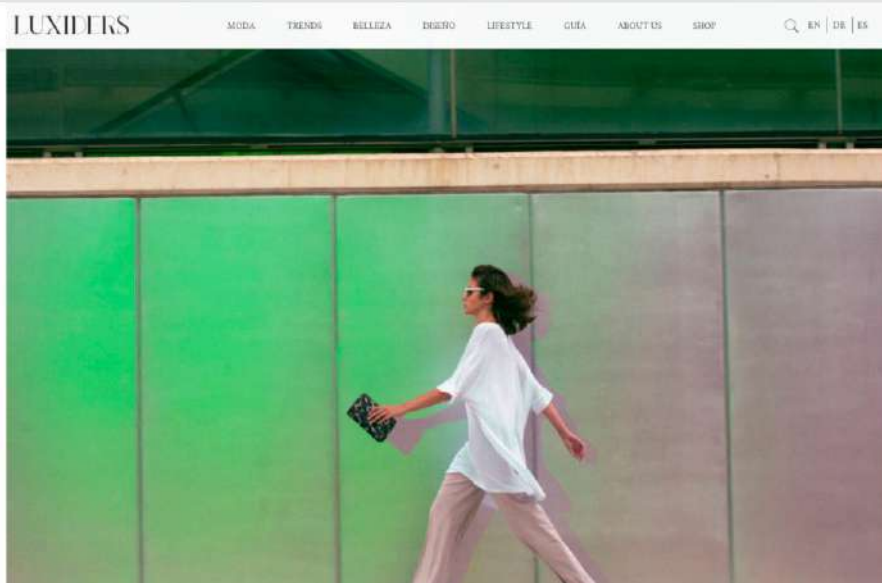 LUXIDERS MODA TRENDS BELLEZA DISEÑO LIFESTYLE GUÍA ABOUT US SHOP EN | DE | ES